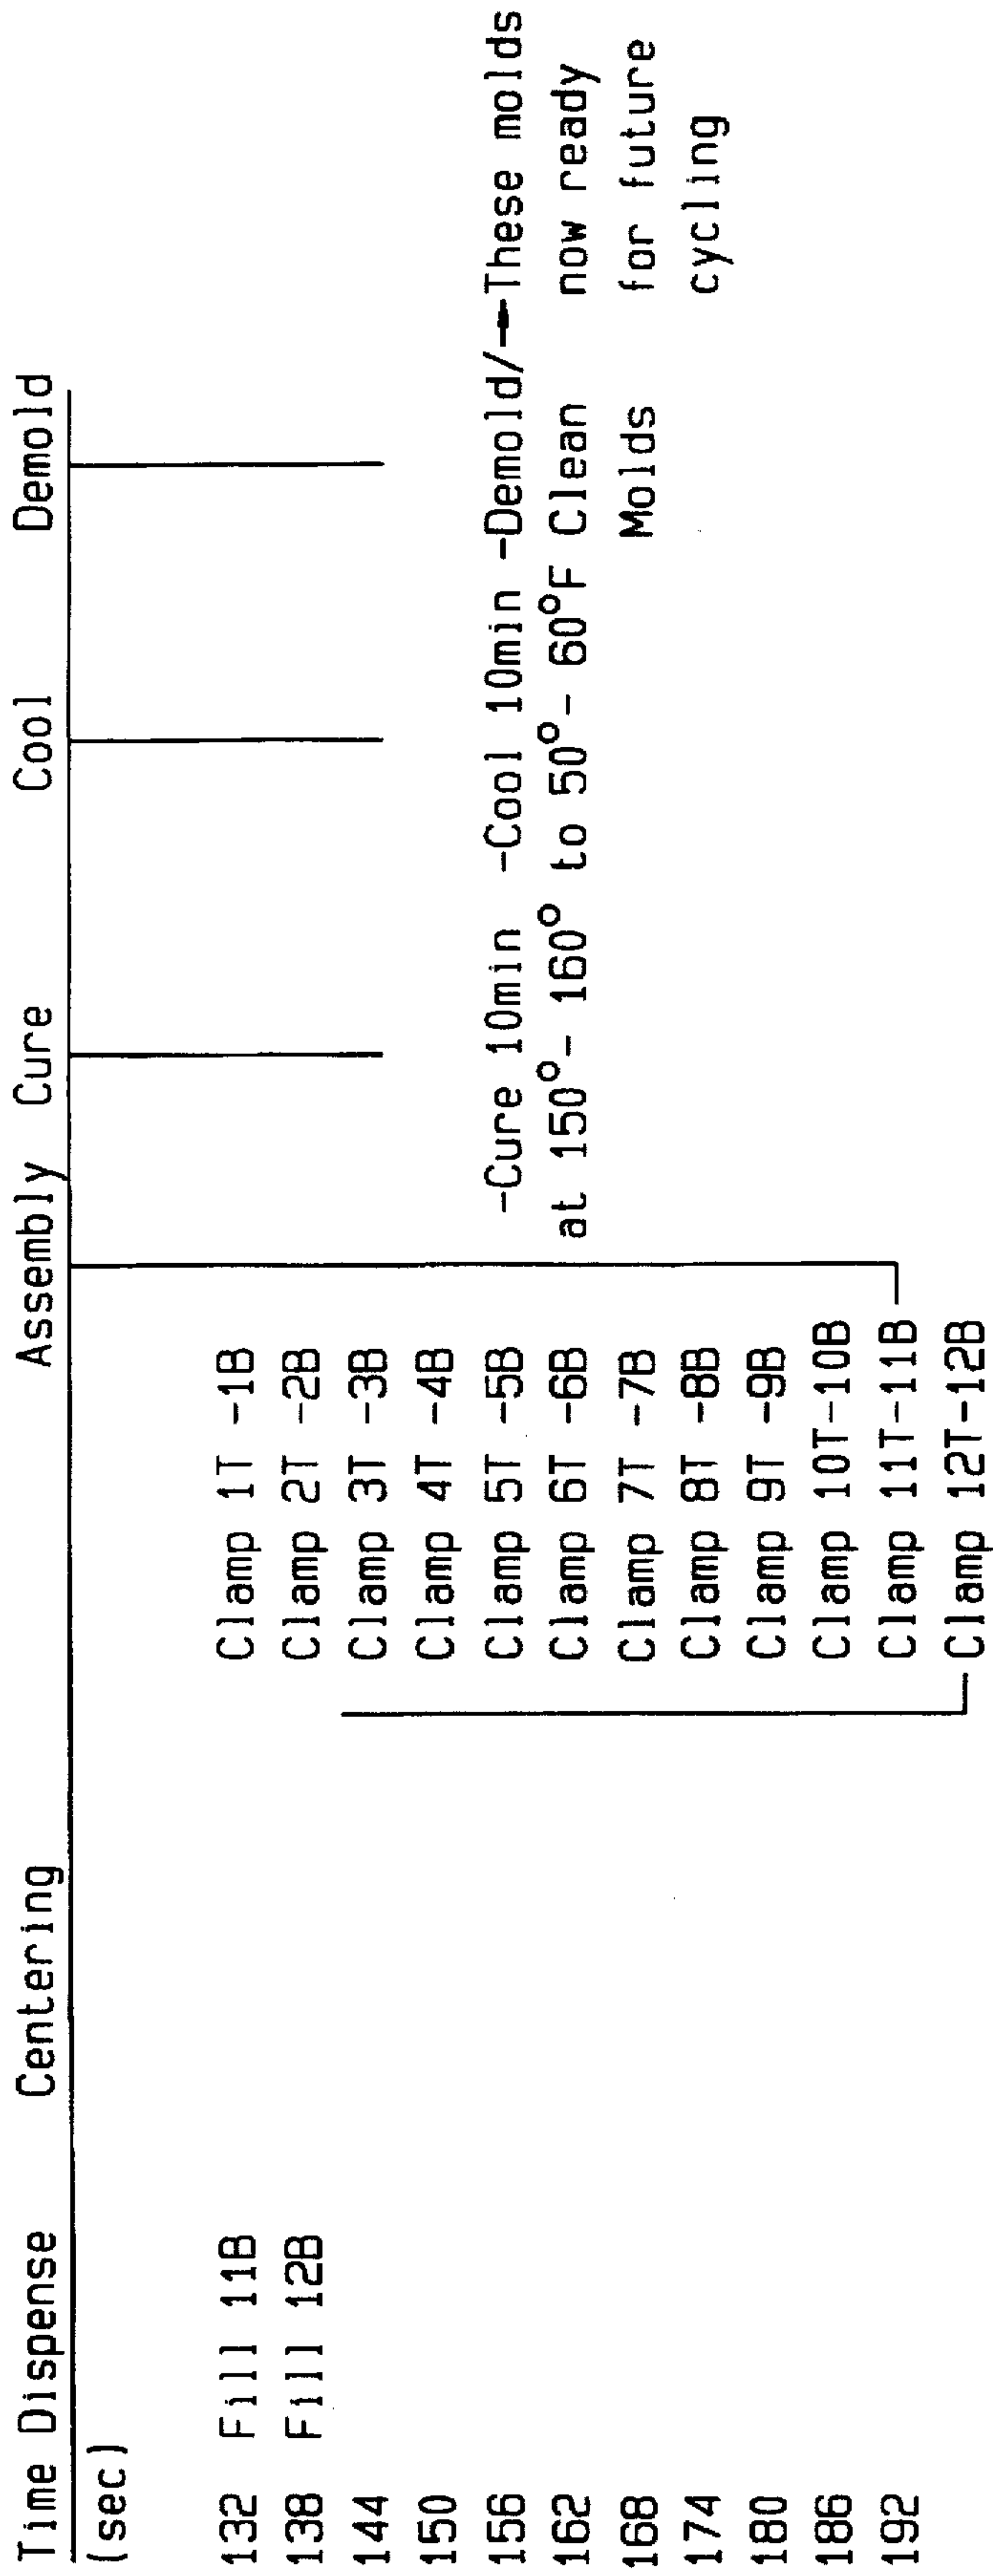 Time Dispense Centering Assembly Cure Cool Demold
(sec)
132 Fill 11B Clamp 1T -1B
138 Fill 12B Clamp 2T -2B
144 Clamp 3T -3B
150 Clamp 4T -4B
156 Clamp 5T -5B -Cure 10min -Cool 10min -Demold/→These molds
162 Clamp 6T -6B at 150°- 160° to 50°- 60°F Clean now ready
168 Clamp 7T -7B Molds for future
174 Clamp 8T -8B cycling
180 Clamp 9T -9B
186 Clamp 10T-10B
192 Clamp 11T-11B
Clamp 12T-12B